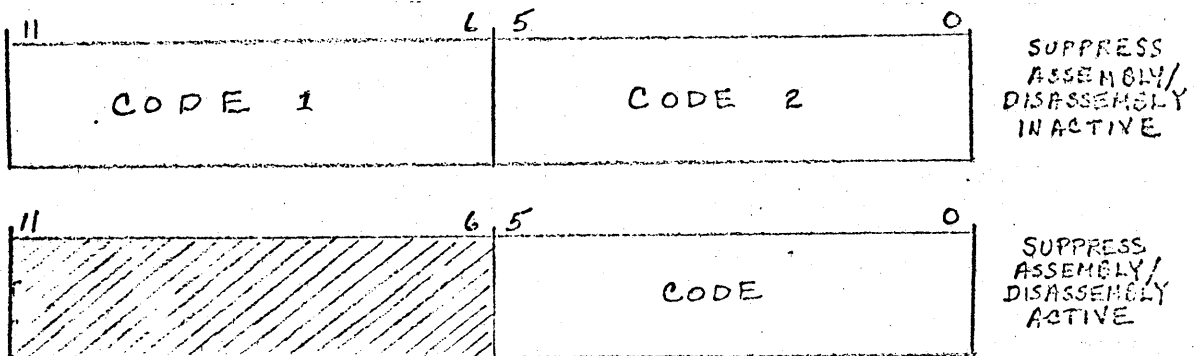 11 6 5 0
CODE 1 CODE 2
SUPPRESS
ASSEMBLY/
DISASSEMBLY
INACTIVE
11 6 5 0
CODE
SUPPRESS
ASSEMBLY/
DISASSEMBLY
ACTIVE